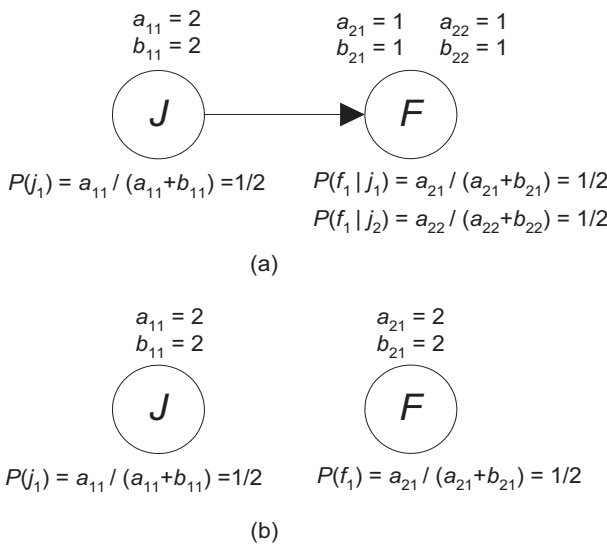 a₁₁ = 2
b₁₁ = 2
a₂₁ = 1 a₂₂ = 1
b₂₁ = 1 b₂₂ = 1
J
F
P(j₁) = a₁₁ / (a₁₁+b₁₁) =1/2
P(f₁ | j₁) = a₂₁ / (a₂₁+b₂₁) = 1/2
P(f₁ | j₂) = a₂₂ / (a₂₂+b₂₂) = 1/2
(a)
a₁₁ = 2
b₁₁ = 2
a₂₁ = 2
b₂₁ = 2
J
F
P(j₁) = a₁₁ / (a₁₁+b₁₁) =1/2
P(f₁) = a₂₁ / (a₂₁+b₂₁) = 1/2
(b)